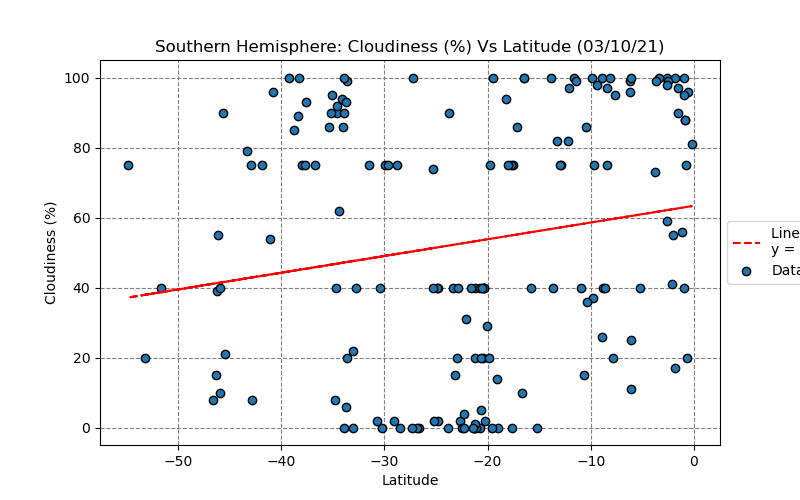 Southern Hemisphere: Cloudiness (%) Vs Latitude (03/10/21)
Cloudiness (%)
100
80
60
40
20
0
−50
−40
−30
−20
−10
0
Latitude
Line
y =
Data